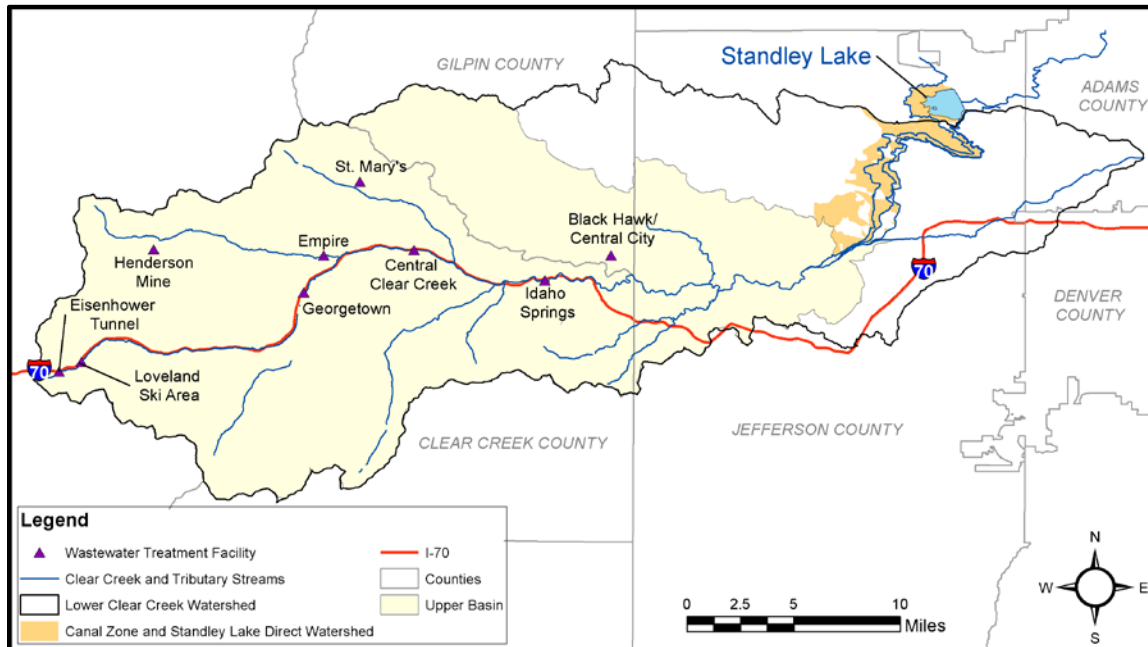 GILPIN COUNTY
Standley Lake
ADAMS
COUNTY
St. Mary's
Black Hawk/
Central City
Empire
Central
Clear Creek
Henderson
Mine
Idaho
Springs
Georgetown
Eisenhower
Tunnel
70
DENVER
COUNTY
70
Loveland
Ski Area
CLEAR CREEK COUNTY
JEFFERSON COUNTY
Legend
Wastewater Treatment Facility
I-70
Clear Creek and Tributary Streams
Counties
Lower Clear Creek Watershed
Upper Basin
Canal Zone and Standley Lake Direct Watershed
0 2.5 5 10
Miles
N
W E
S